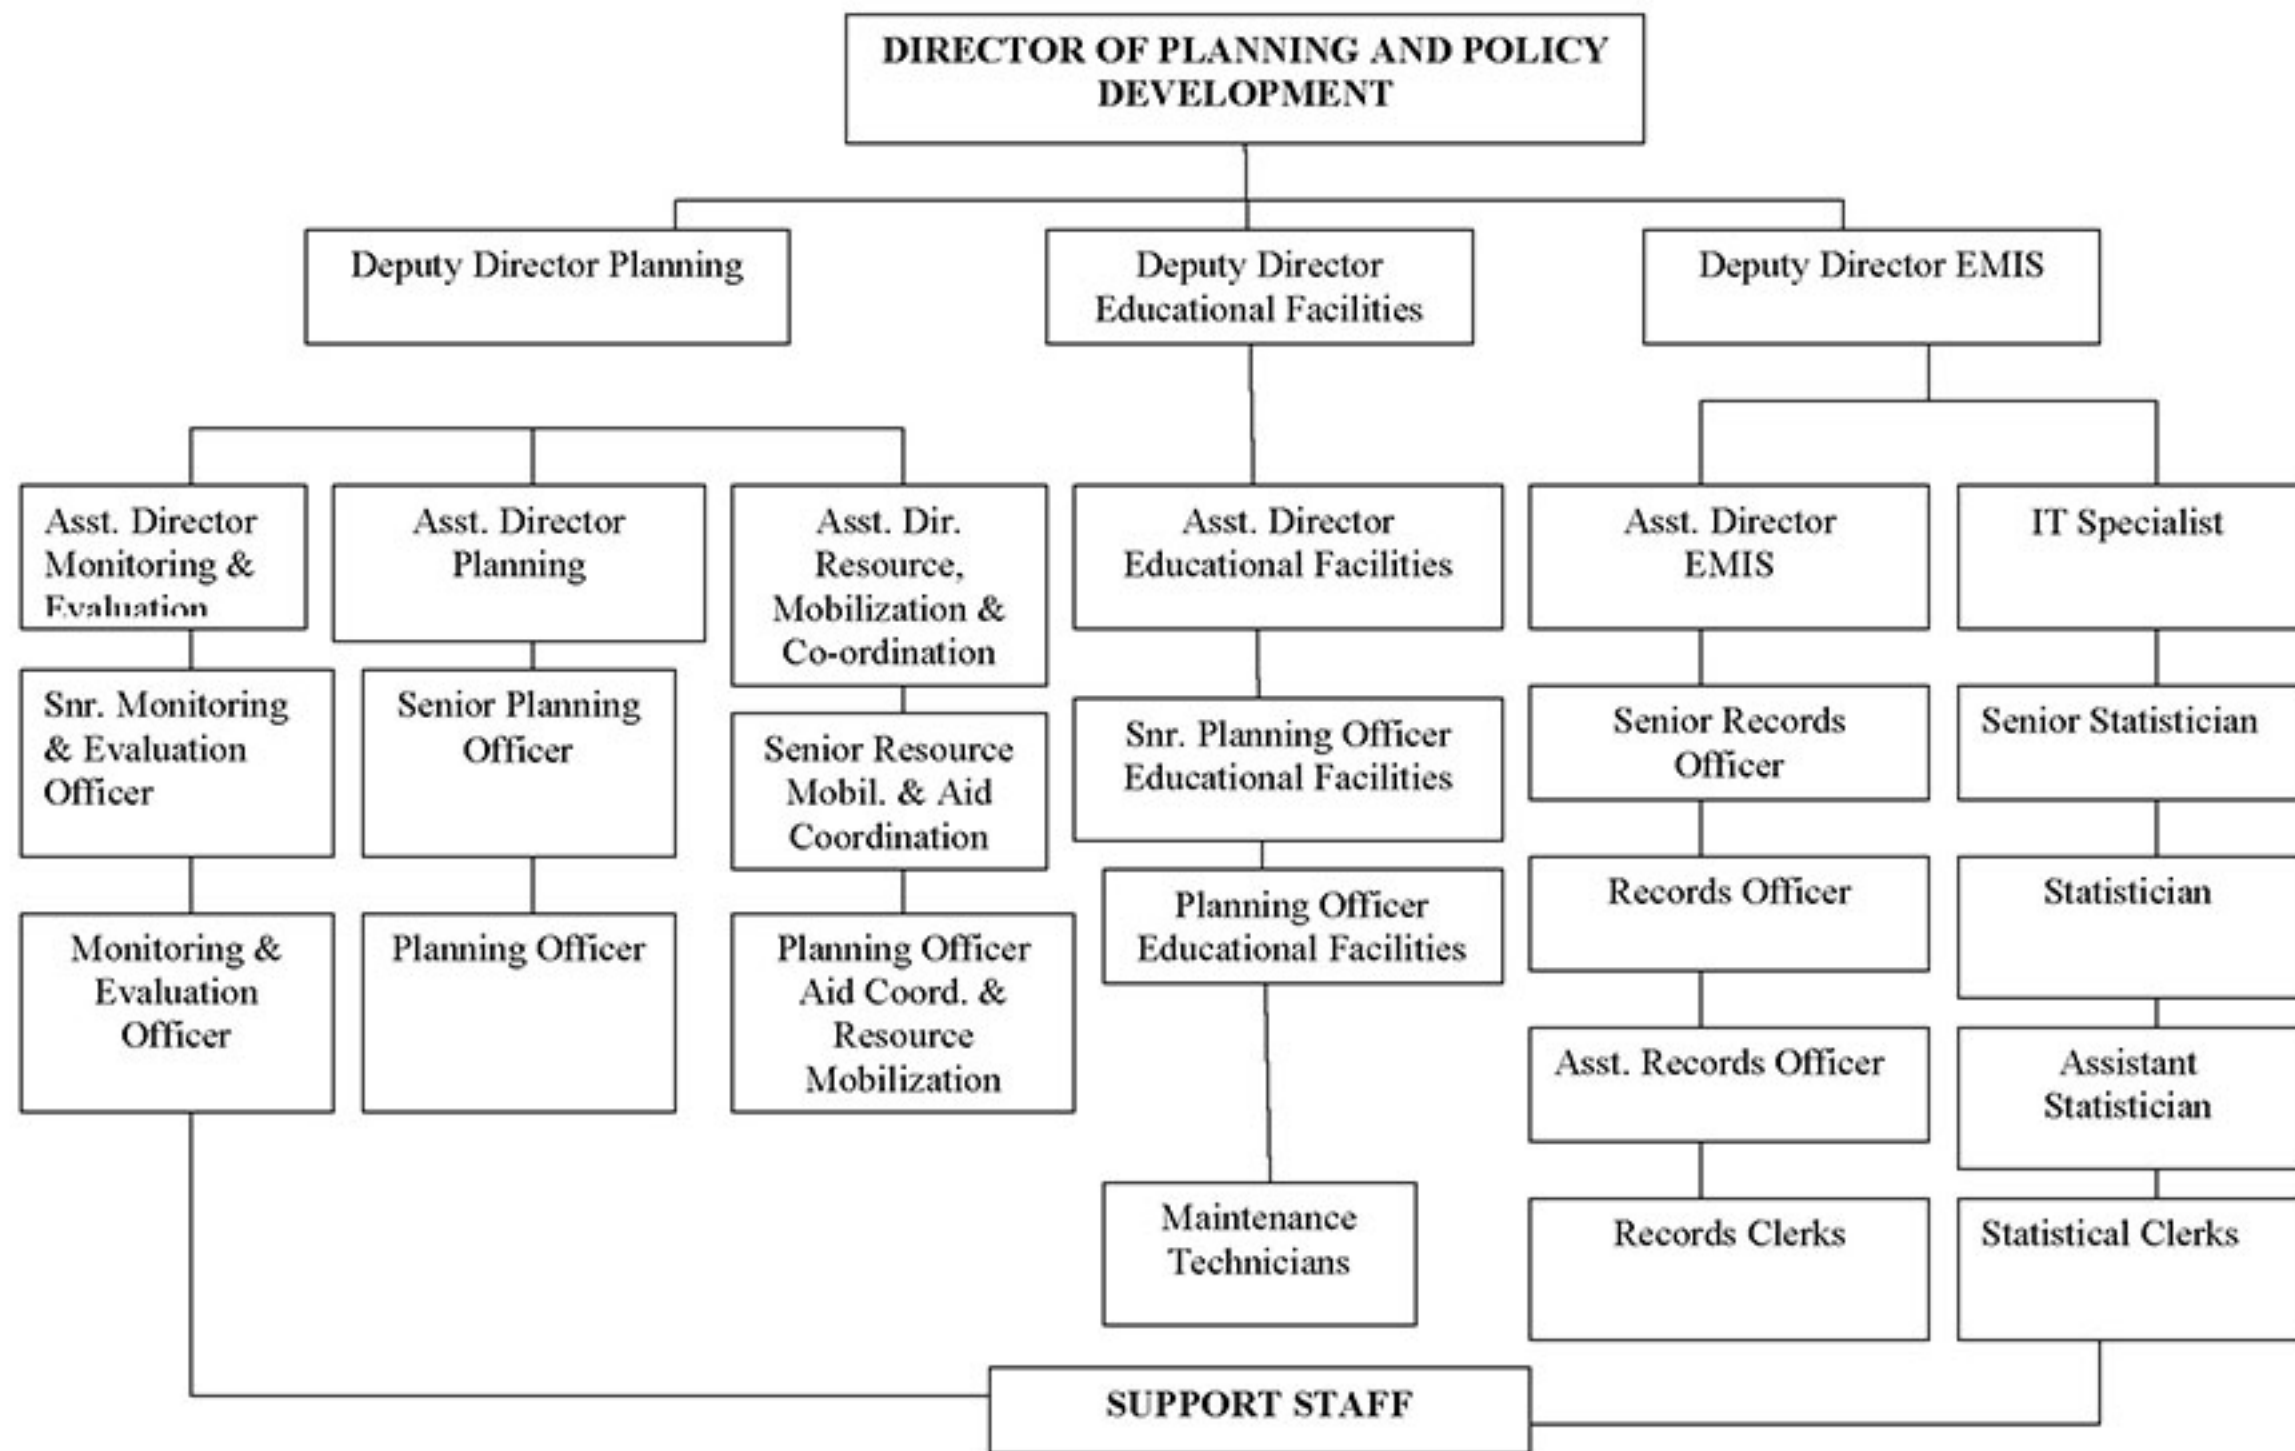 DIRECTOR OF PLANNING AND POLICY
DEVELOPMENT
Deputy Director Planning
Deputy Director
Educational Facilities
Deputy Director EMIS
Asst. Director
Monitoring &
Evaluation
Asst. Director
Planning
Asst. Dir.
Resource,
Mobilization &
Co-ordination
Asst. Director
Educational Facilities
Asst. Director
EMIS
IT Specialist
Snr. Monitoring
& Evaluation
Officer
Senior Planning
Officer
Senior Resource
Mobil. & Aid
Coordination
Snr. Planning Officer
Educational Facilities
Senior Records
Officer
Senior Statistician
Monitoring &
Evaluation
Officer
Planning Officer
Planning Officer
Aid Coord. &
Resource
Mobilization
Planning Officer
Educational Facilities
Records Officer
Statistician
Asst. Records Officer
Assistant
Statistician
Maintenance
Technicians
Records Clerks
Statistical Clerks
SUPPORT STAFF